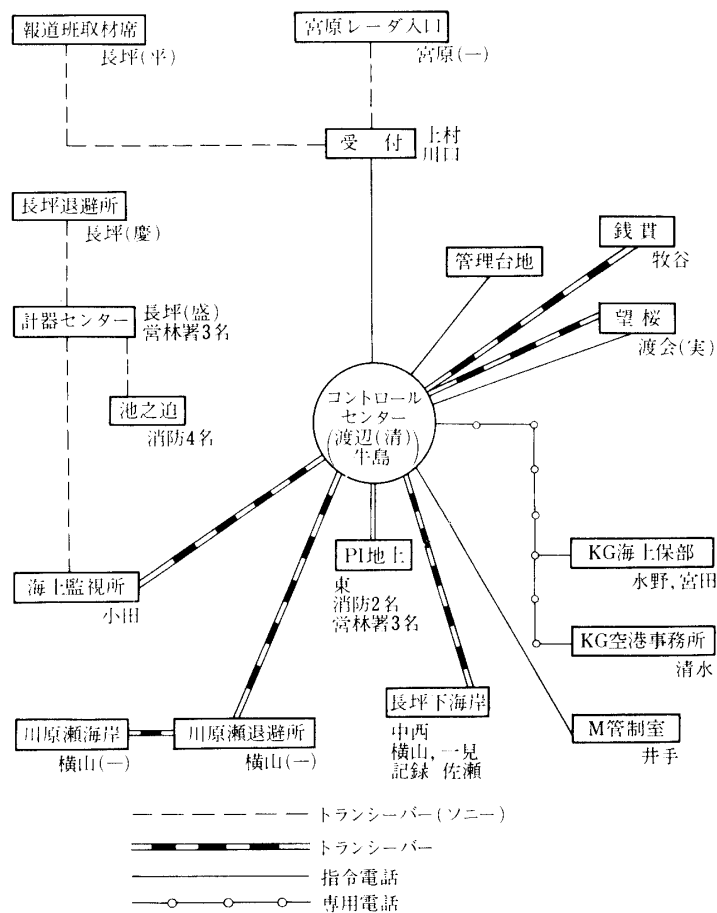 報道班取材席
長坪(平)
宮原レーダ入口
宮原(一)
受付
上村
川口
長坪退避所
長坪(慶)
計器センター
長坪(盛)
営林署3名
池之迫
消防4名
管理台地
銭貫
牧谷
望桜
渡会(実)
コントロール
センター
(渡辺(清)
牛島)
海上監視所
小田
PI地上
東
消防2名
営林署3名
KG海上保部
水野,宮田
KG空港事務所
清水
川原瀬海岸
横山(一)
川原瀬退避所
横山(一)
長坪下海岸
中西
横山,一見
記録 佐瀬
M管制室
井手
トランシーバー(ソニー)
トランシーバー
指令電話
専用電話